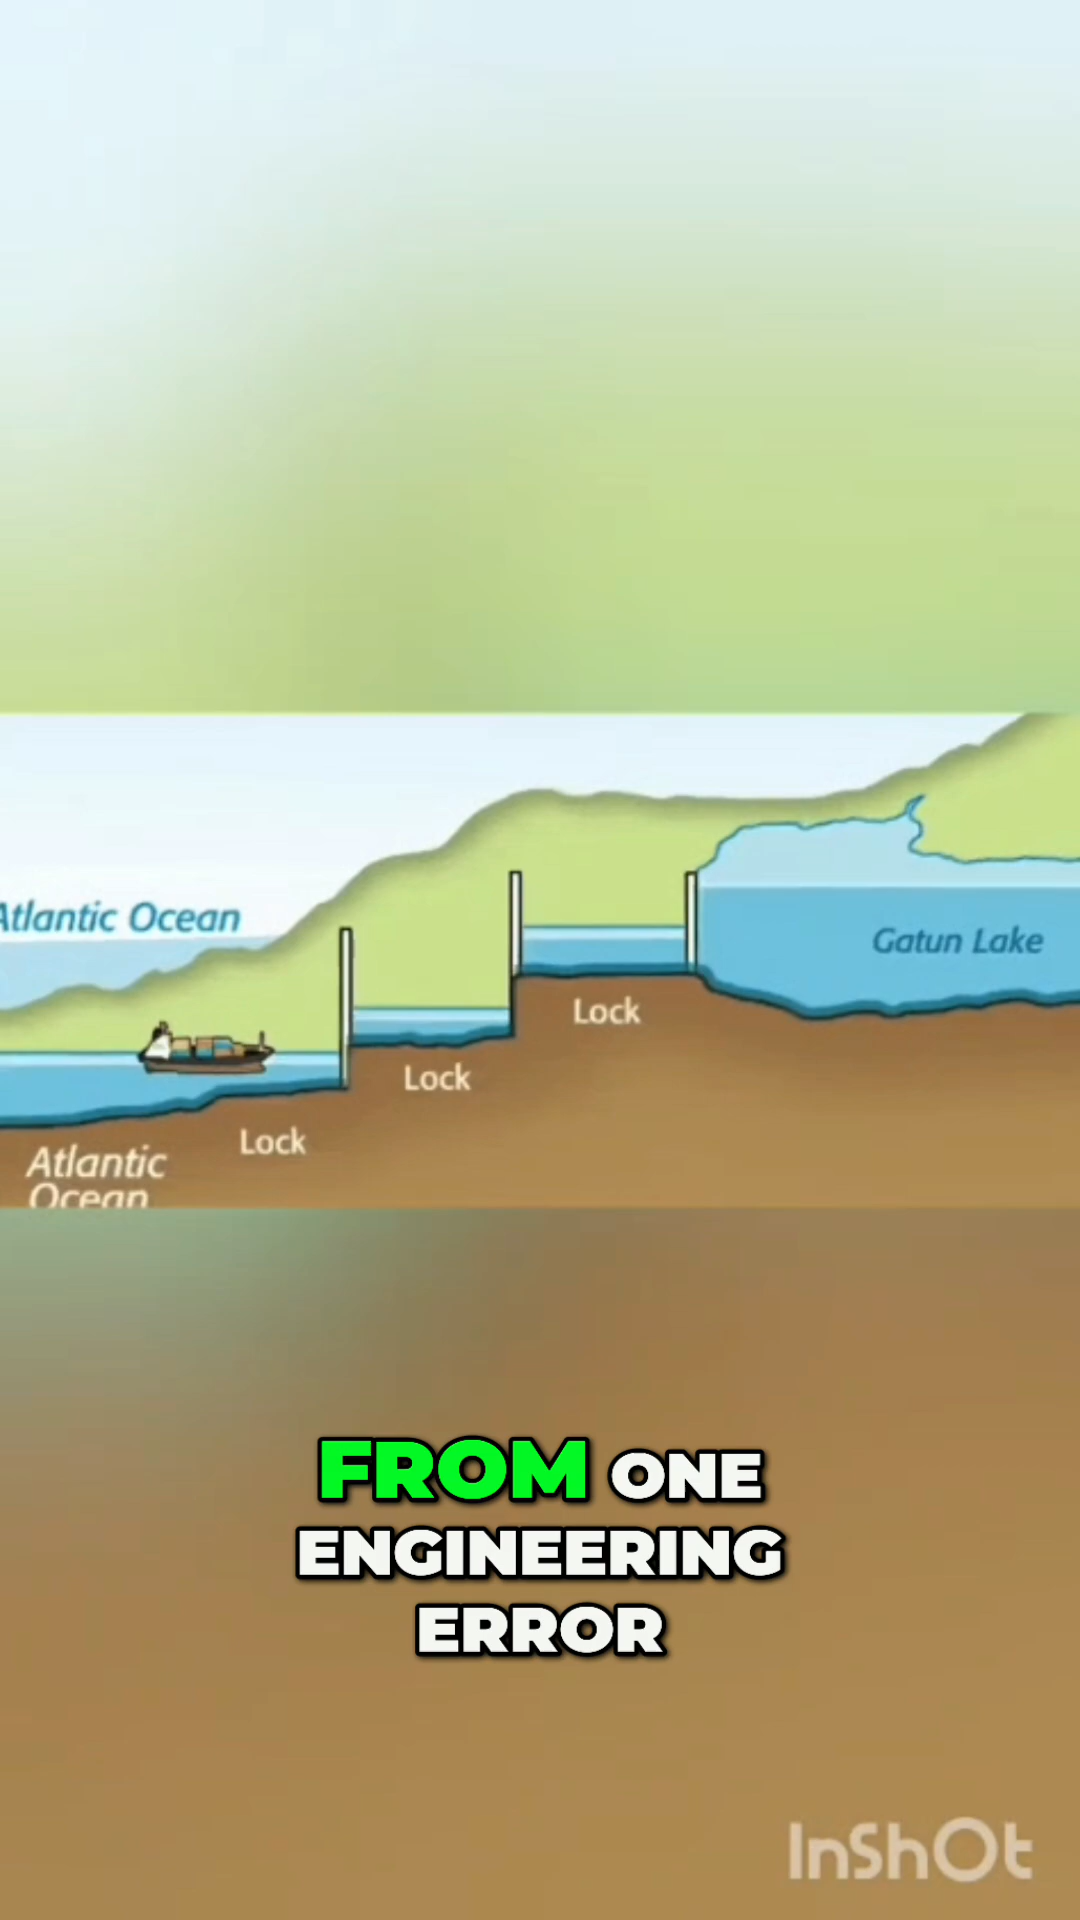 Atlantic Ocean
Gatun Lake
Lock
Lock
Lock
Atlantic
Ocean
FROM ONE
ENGINEERING
ERROR
InShOt